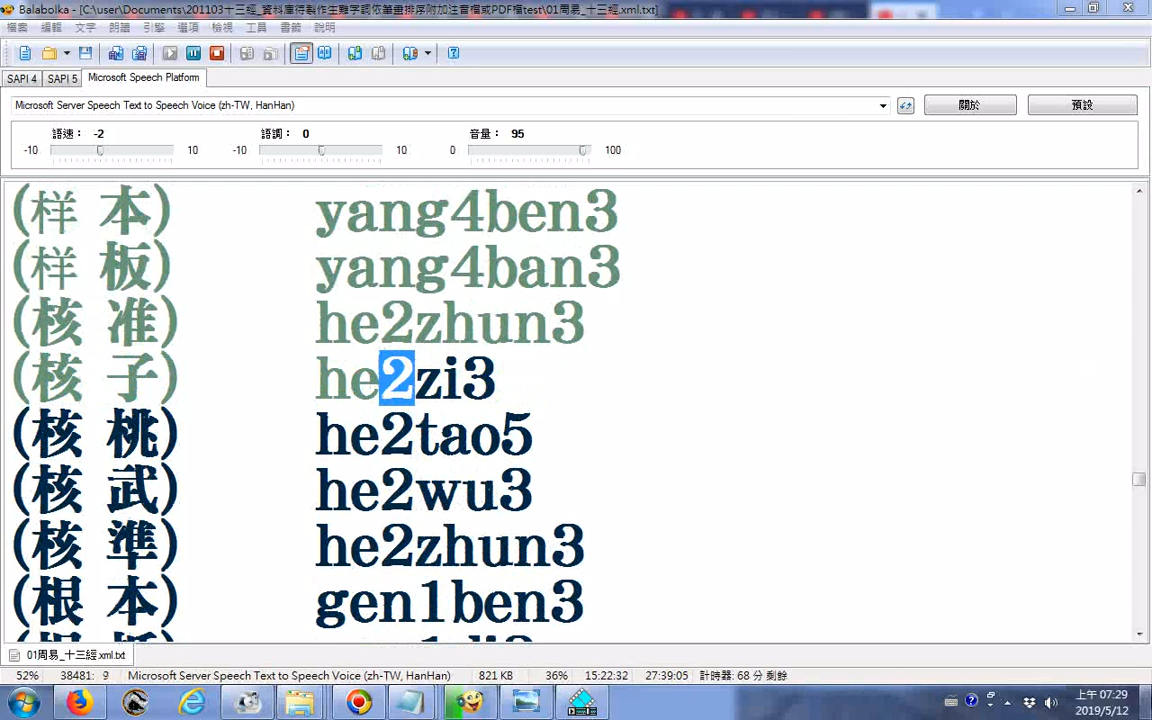 Balabolka - [C:\user\Documents\201103十三經_資料庫待製作生難字詞依筆畫排序附加注音檔或PDF檔test\01周易_十三經.xml.txt]
檔案 編輯 文字 朗讀 引擎 選項 檢視 工具 書籤 說明
SAPI 4 SAPI 5 Microsoft Speech Platform
Microsoft Server Speech Text to Speech Voice (zh-TW, HanHan) 關於 預設
語速： -2 語調： 0 音量： 95
-10 10 -10 10 0 100
(样 本) yang4ben3
(样 板) yang4ban3
(核 准) he2zhun3
(核 子) he2zi3
(核 桃) he2tao5
(核 武) he2wu3
(核 準) he2zhun3
(根 本) gen1ben3
01周易_十三經.xml.txt
52% 38481: 9 Microsoft Server Speech Text to Speech Voice (zh-TW, HanHan) 821 KB 36% 15:22:32 27:39:05 計時器: 68 分 剩餘
上午 07:29
2019/5/12